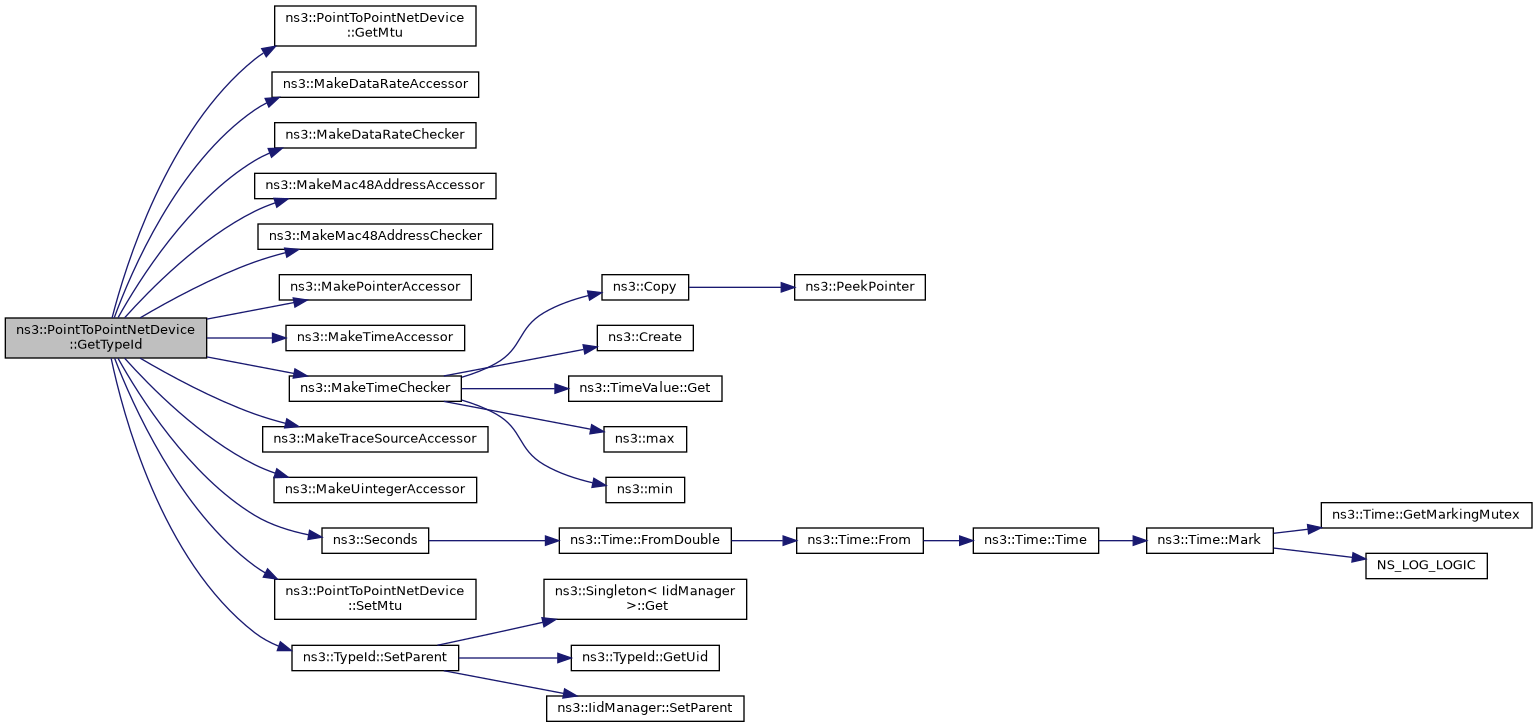 ns3::PointToPointNetDevice
::GetMtu
ns3::MakeDataRateAccessor
ns3::MakeDataRateChecker
ns3::MakeMac48AddressAccessor
ns3::MakeMac48AddressChecker
ns3::MakePointerAccessor
ns3::Copy
ns3::PeekPointer
ns3::PointToPointNetDevice
::GetTypeId
ns3::MakeTimeAccessor
ns3::Create
ns3::MakeTimeChecker
ns3::TimeValue::Get
ns3::MakeTraceSourceAccessor
ns3::max
ns3::MakeUintegerAccessor
ns3::min
ns3::Seconds
ns3::Time::FromDouble
ns3::Time::From
ns3::Time::Time
ns3::Time::Mark
ns3::Time::GetMarkingMutex
NS_LOG_LOGIC
ns3::PointToPointNetDevice
::SetMtu
ns3::Singleton< IidManager
>::Get
ns3::TypeId::SetParent
ns3::TypeId::GetUid
ns3::IidManager::SetParent